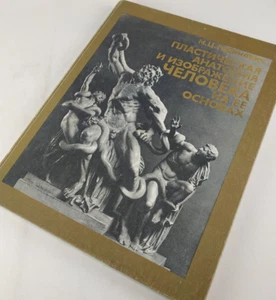 ПЛАСТИЧЕСКАЯ
АНАТОМИЯ
И ИЗОБРАЖЕНИЕ
ЧЕЛОВЕКА
НА ЕЕ
ОСНОВАХ